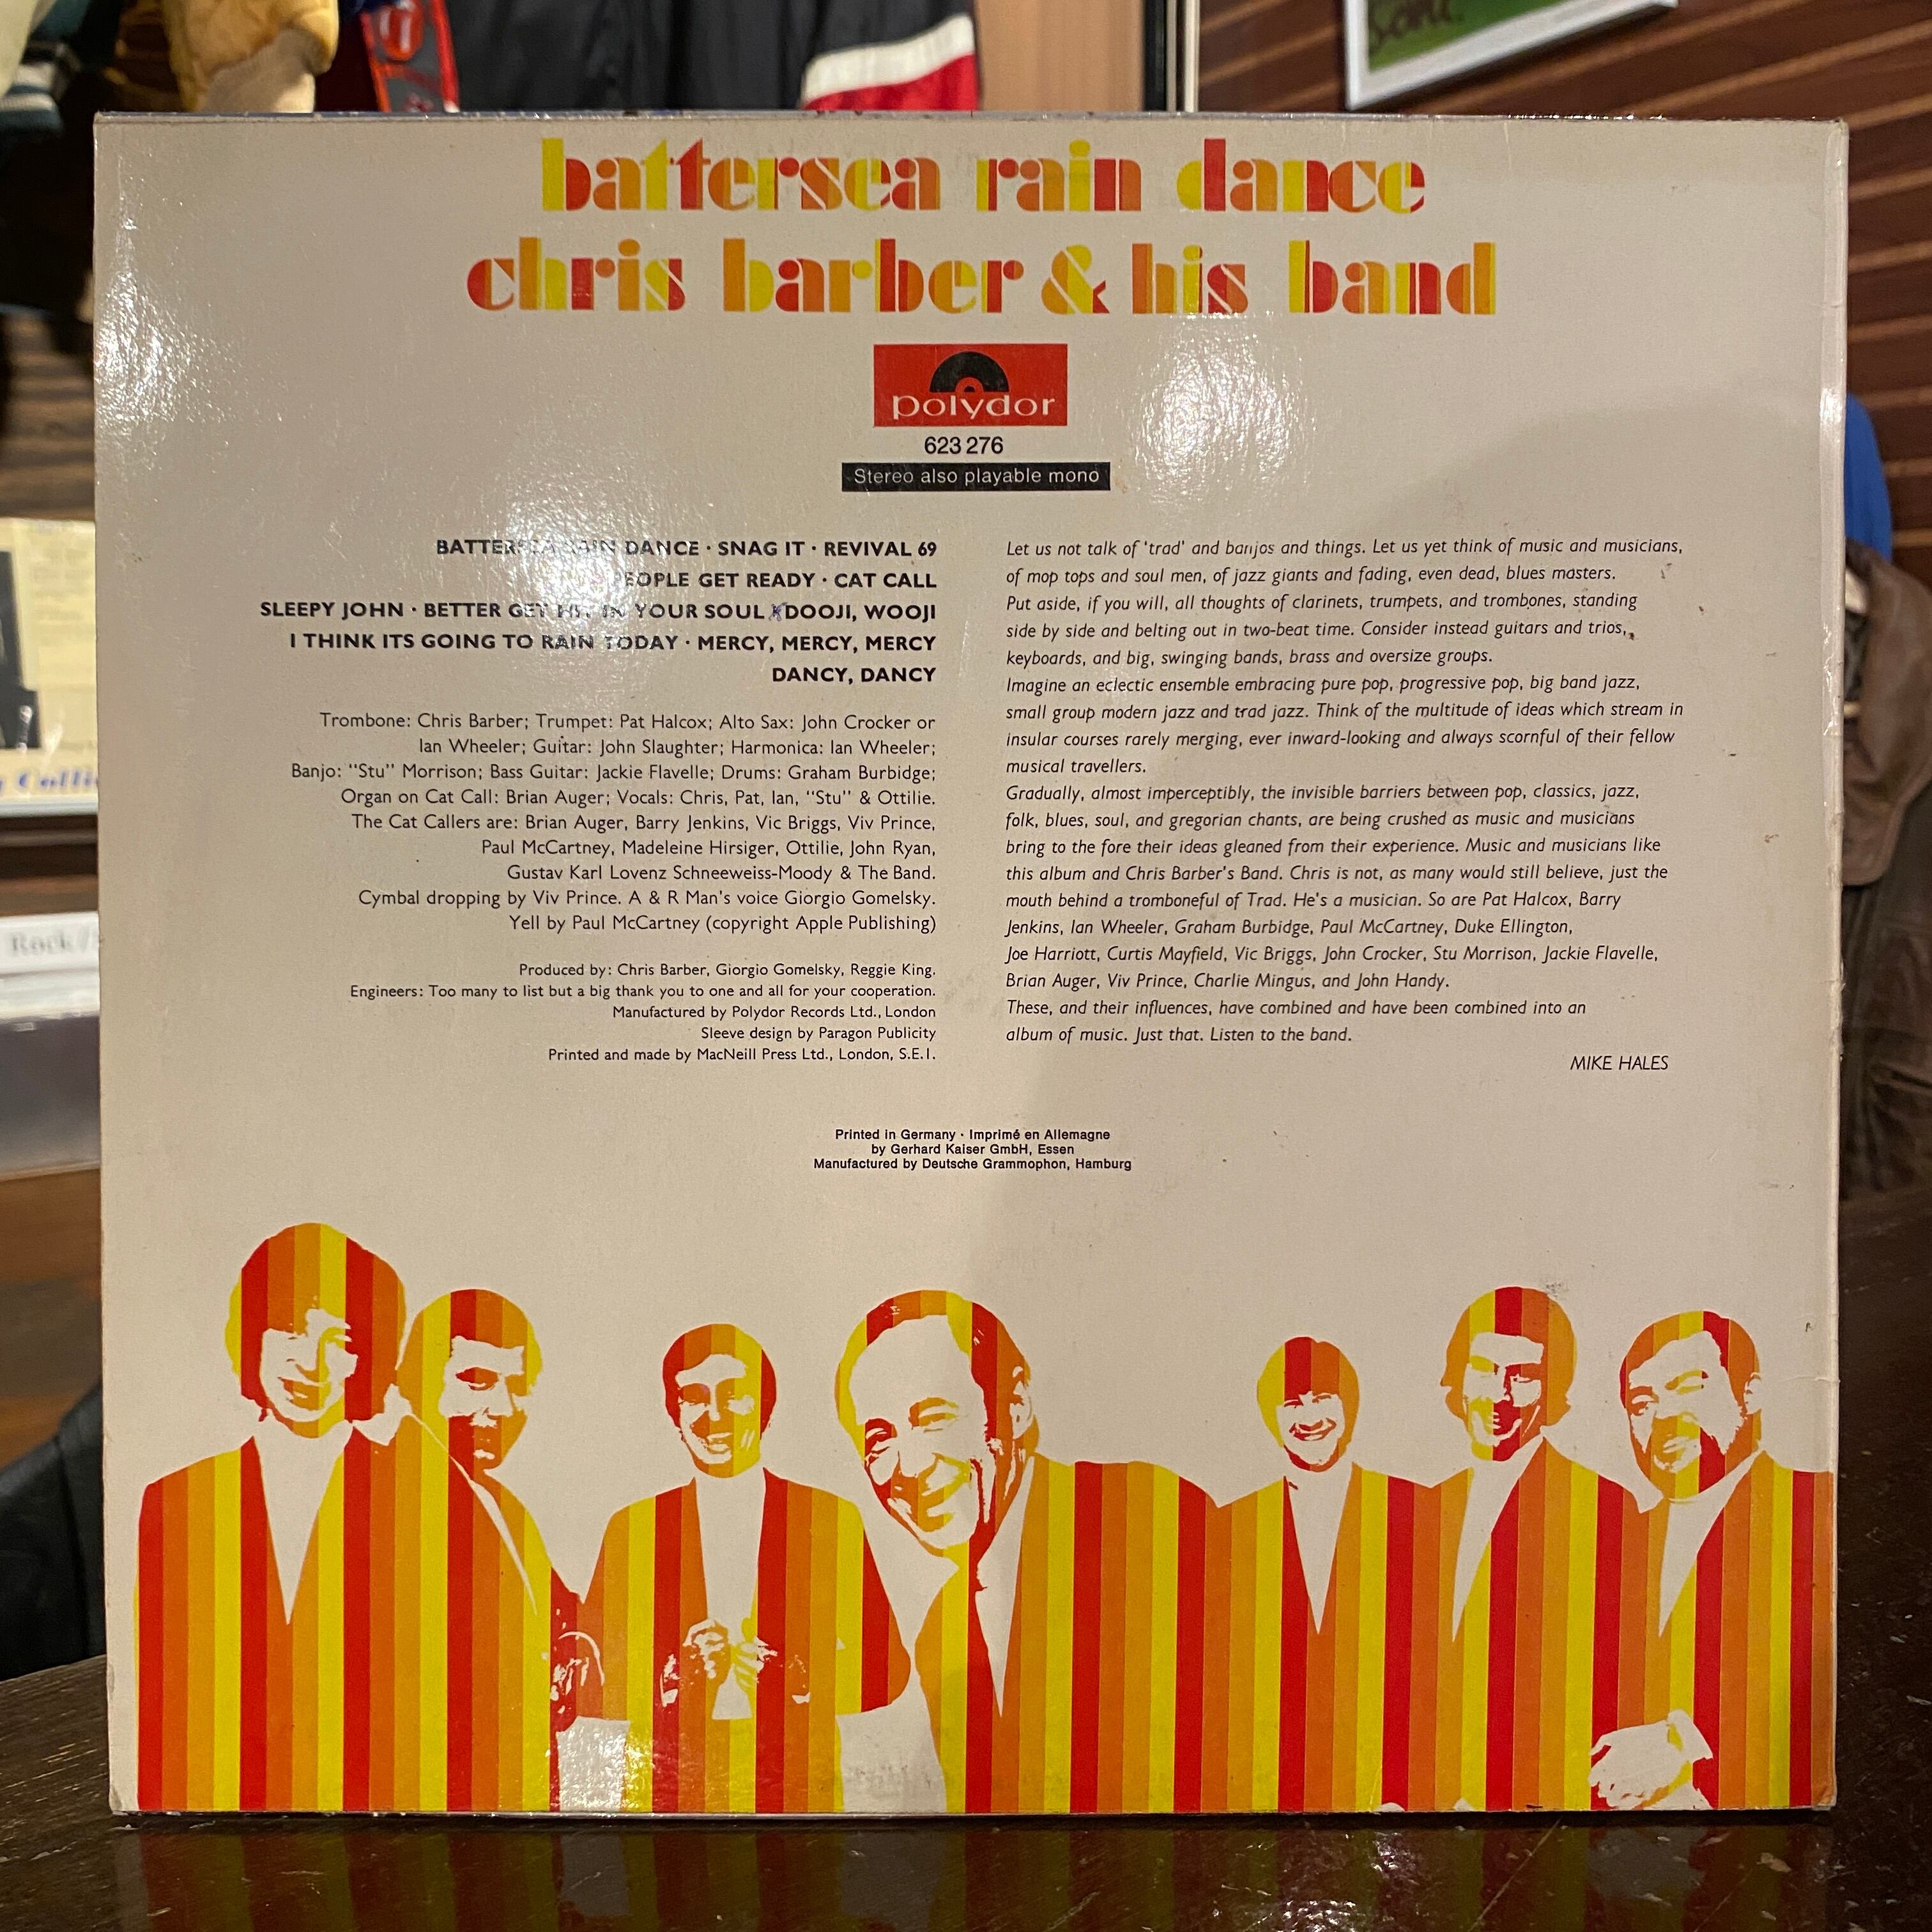 battersea rain dance
chris barber & his band
polydor
623 276
Stereo also playable mono
BATTERSEA RAIN DANCE · SNAG IT · REVIVAL 69
PEOPLE GET READY · CAT CALL
SLEEPY JOHN · BETTER GET HIT IN YOUR SOUL · DOOJI, WOOJI
I THINK ITS GOING TO RAIN TODAY · MERCY, MERCY, MERCY
DANCY, DANCY
Trombone: Chris Barber; Trumpet: Pat Halcox; Alto Sax: John Crocker or
Ian Wheeler; Guitar: John Slaughter; Harmonica: Ian Wheeler;
Banjo: "Stu" Morrison; Bass Guitar: Jackie Flavelle; Drums: Graham Burbidge;
Organ on Cat Call: Brian Auger; Vocals: Chris, Pat, Ian, "Stu" & Ottilie.
The Cat Callers are: Brian Auger, Barry Jenkins, Vic Briggs, Viv Prince,
Paul McCartney, Madeleine Hirsiger, Ottilie, John Ryan,
Gustav Karl Lovenz Schneeweiss-Moody & The Band.
Cymbal dropping by Viv Prince. A & R Man's voice Giorgio Gomelsky.
Yell by Paul McCartney (copyright Apple Publishing)
Produced by: Chris Barber, Giorgio Gomelsky, Reggie King.
Engineers: Too many to list but a big thank you to one and all for your cooperation.
Manufactured by Polydor Records Ltd., London
Sleeve design by Paragon Publicity
Printed and made by MacNeill Press Ltd., London, S.E.1.
Let us not talk of 'trad' and banjos and things. Let us yet think of music and musicians,
of mop tops and soul men, of jazz giants and fading, even dead, blues masters.
Put aside, if you will, all thoughts of clarinets, trumpets, and trombones, standing
side by side and belting out in two-beat time. Consider instead guitars and trios,
keyboards, and big, swinging bands, brass and oversize groups.
Imagine an eclectic ensemble embracing pure pop, progressive pop, big band jazz,
small group modern jazz and trad jazz. Think of the multitude of ideas which stream in
insular courses rarely merging, ever inward-looking and always scornful of their fellow
musical travellers.
Gradually, almost imperceptibly, the invisible barriers between pop, classics, jazz,
folk, blues, soul, and gregorian chants, are being crushed as music and musicians
bring to the fore their ideas gleaned from their experience. Music and musicians like
this album and Chris Barber's Band. Chris is not, as many would still believe, just the
mouth behind a tromboneful of Trad. He's a musician. So are Pat Halcox, Barry
Jenkins, Ian Wheeler, Graham Burbidge, Paul McCartney, Duke Ellington,
Joe Harriott, Curtis Mayfield, Vic Briggs, John Crocker, Stu Morrison, Jackie Flavelle,
Brian Auger, Viv Prince, Charlie Mingus, and John Handy.
These, and their influences, have combined and have been combined into an
album of music. Just that. Listen to the band.
MIKE HALES
Printed in Germany · Imprimé en Allemagne
by Gerhard Kaiser GmbH, Essen
Manufactured by Deutsche Grammophon, Hamburg
Rock